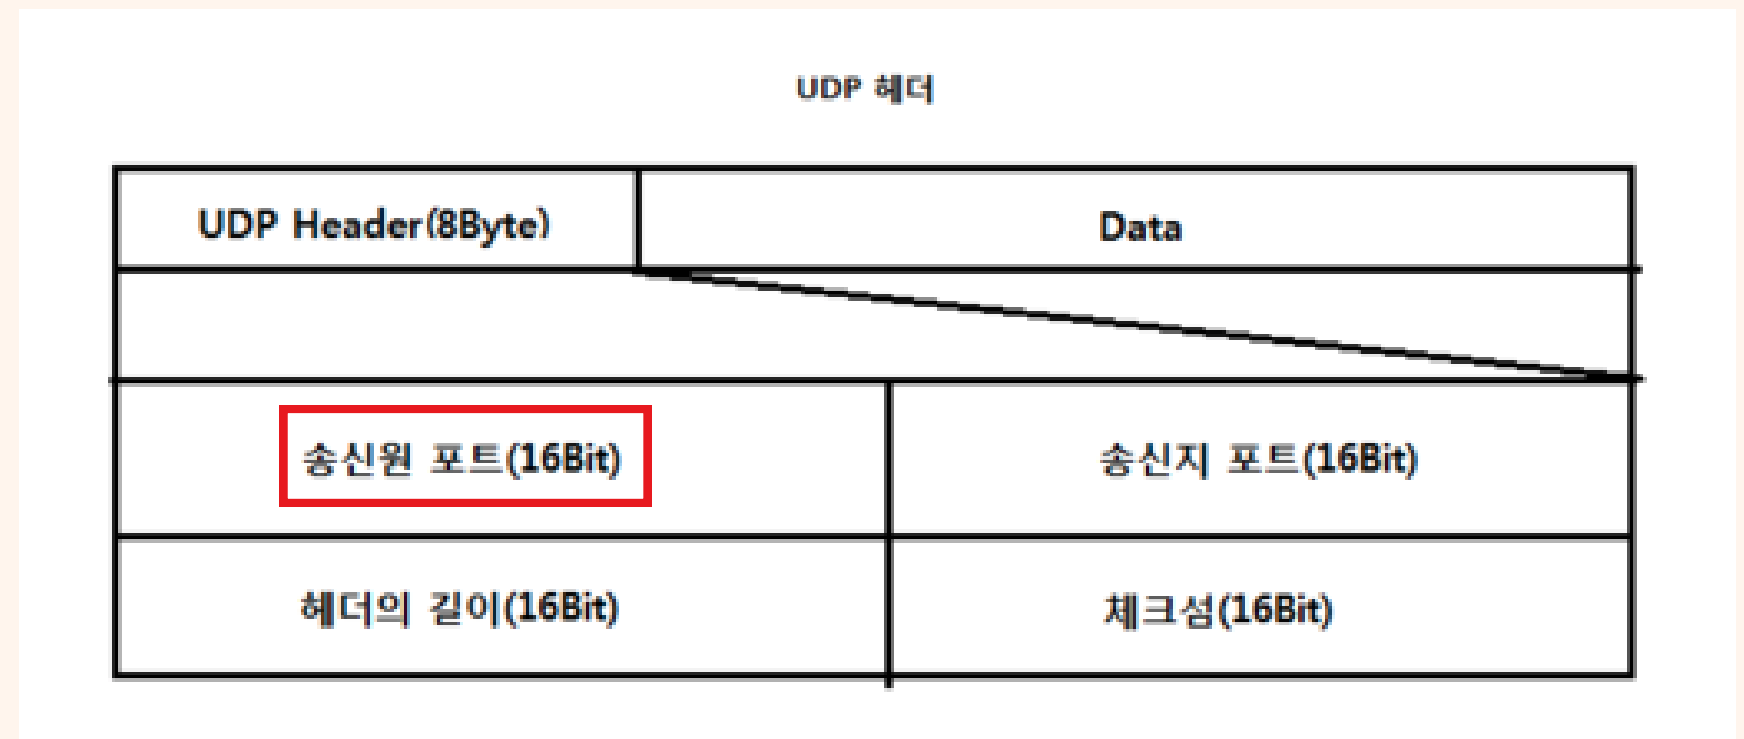 UDP 헤더
UDP Header(8Byte)
Data
송신원 포트(16Bit)
송신지 포트(16Bit)
헤더의 길이(16Bit)
체크섬(16Bit)